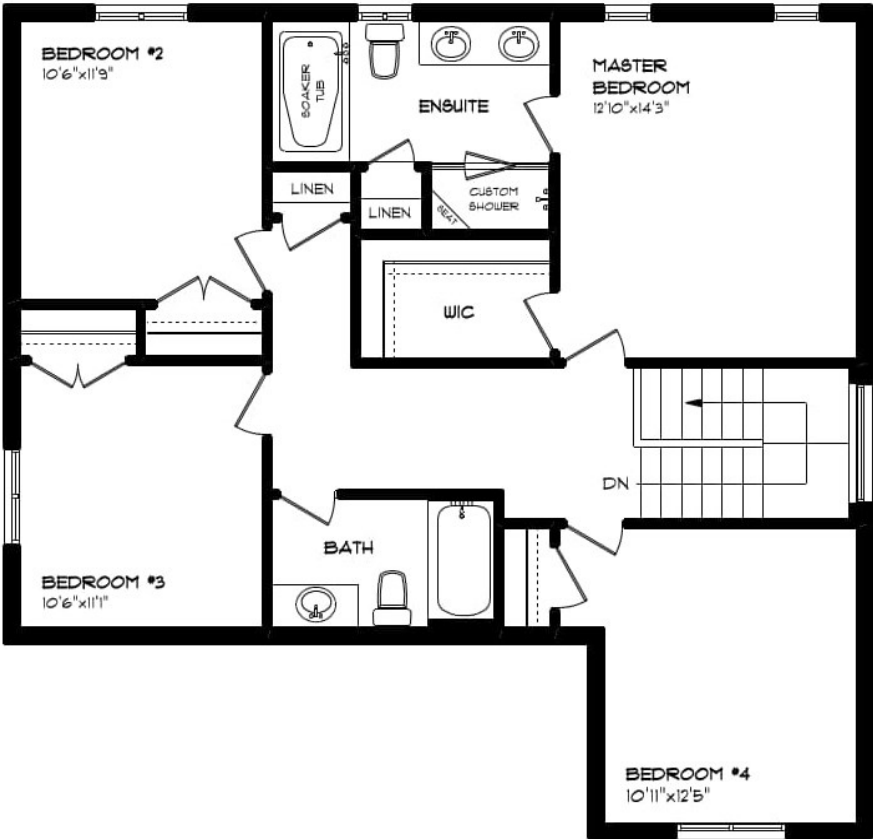 BEDROOM #2
10'6"x11'9"
SOAKER
TUB
ENSUITE
MASTER
BEDROOM
12'10"x14'3"
LINEN
LINEN
CUSTOM
SHOWER
SEAT
WIC
DN
BATH
BEDROOM #3
10'6"x11'1"
BEDROOM #4
10'11"x12'5"